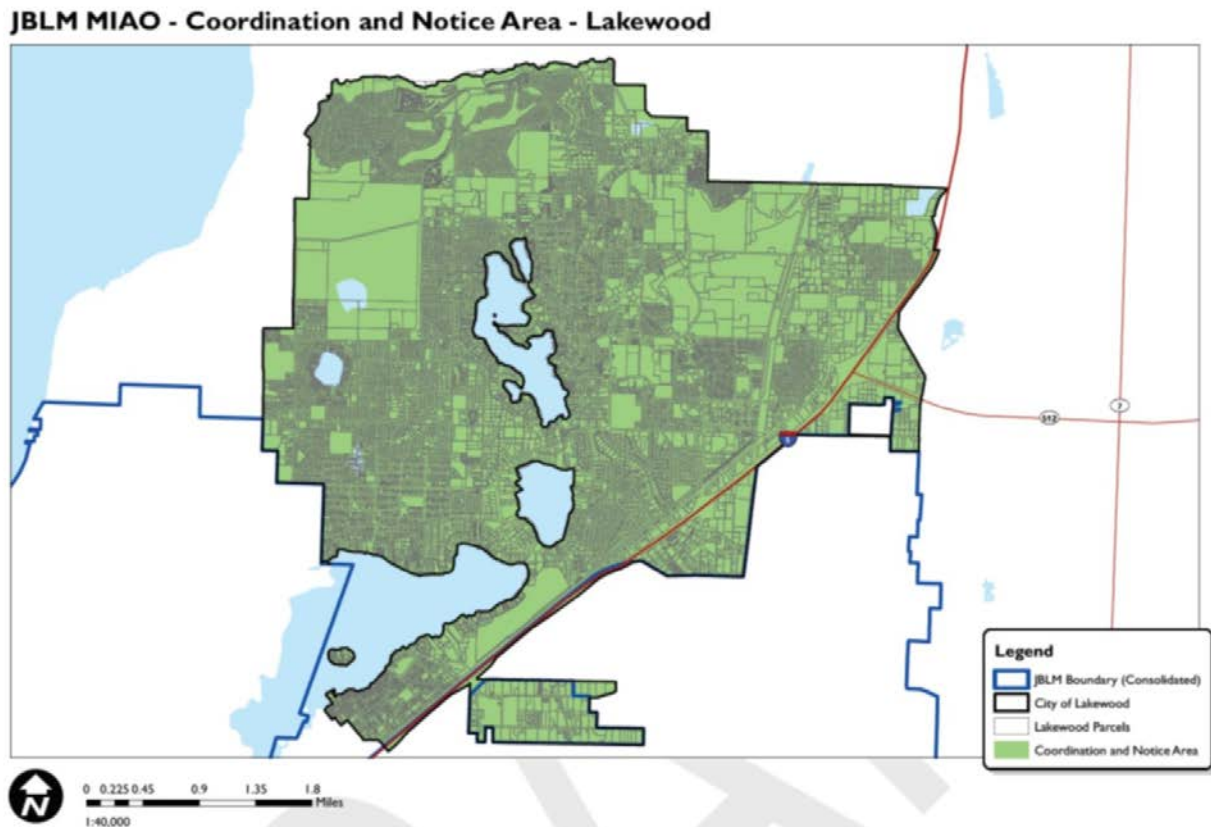 JBLM MIAO - Coordination and Notice Area - Lakewood
5
512
7
Legend
JBLM Boundary (Consolidated)
City of Lakewood
Lakewood Parcels
Coordination and Notice Area
N
0 0.225 0.45 0.9 1.35 1.8
Miles
1:40,000